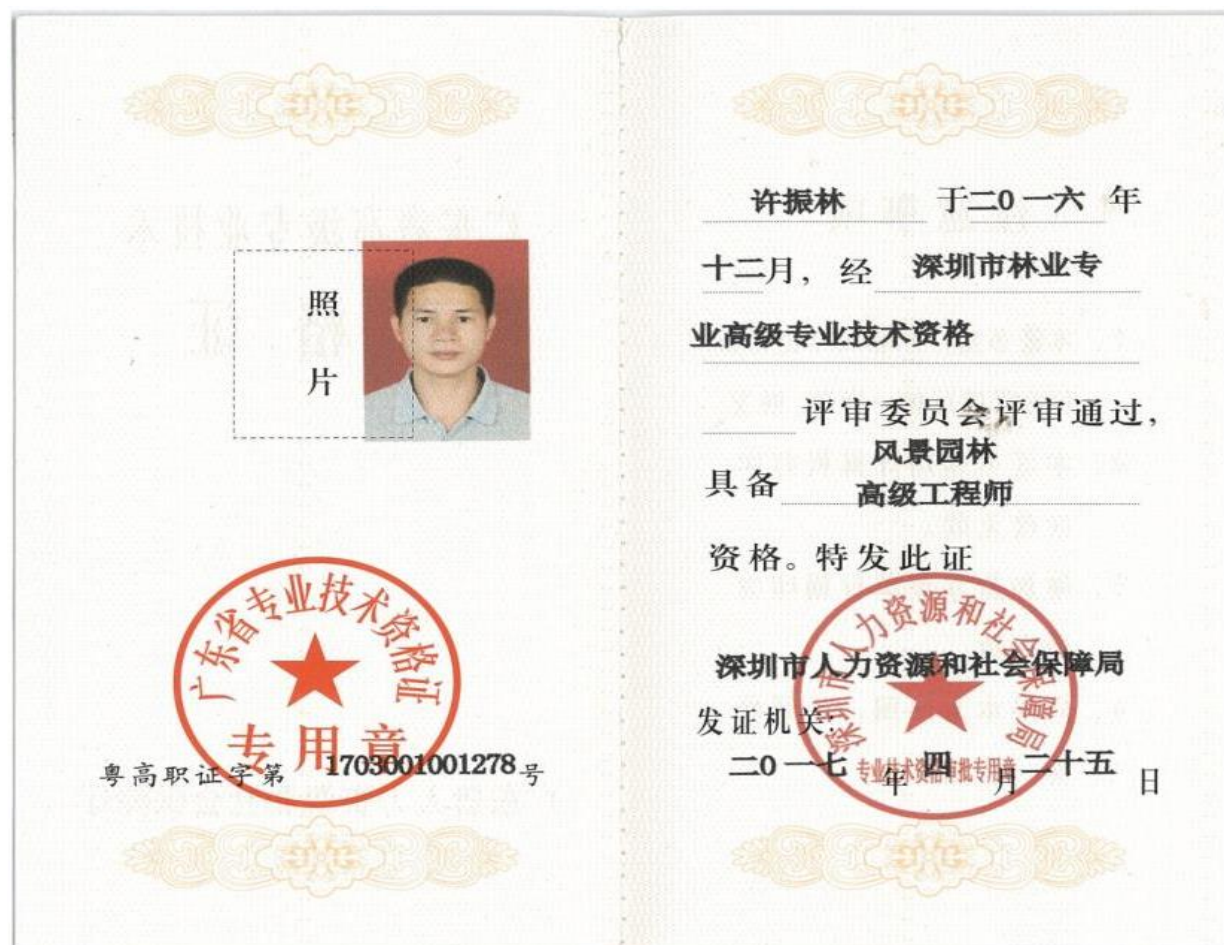 照
片
广东省专业技术资格证
专用章
粤高职证字第 1703001001278 号
许振林 于二0一六 年
十二月，经 深圳市林业专
业高级专业技术资格
评审委员会评审通过，
风景园林
具备 高级工程师
资格。特发此证
深圳市人力资源和社会保障局
深圳市人力资源和社会保障局
发证机关：
专业技术资格审批专用章
二0一七 年 四 月 二十五 日